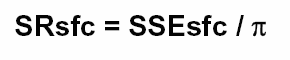 SRsfc = SSEsfc / π